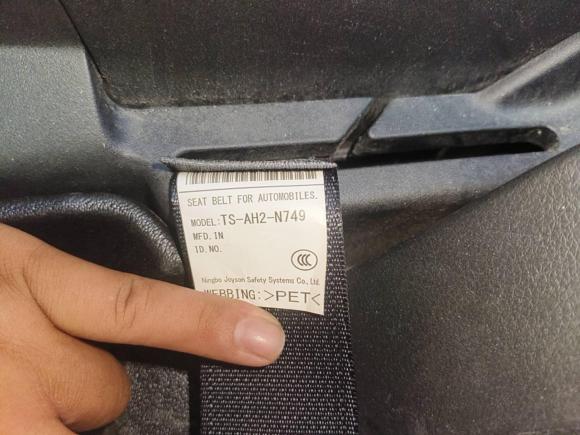 SEAT BELT FOR AUTOMOBILES.
MODEL:TS-AH2-N749
MFD. IN
ID. NO.
CCC
Ningbo Joyson Safety Systems Co., Ltd.
WEBBING:>PET<